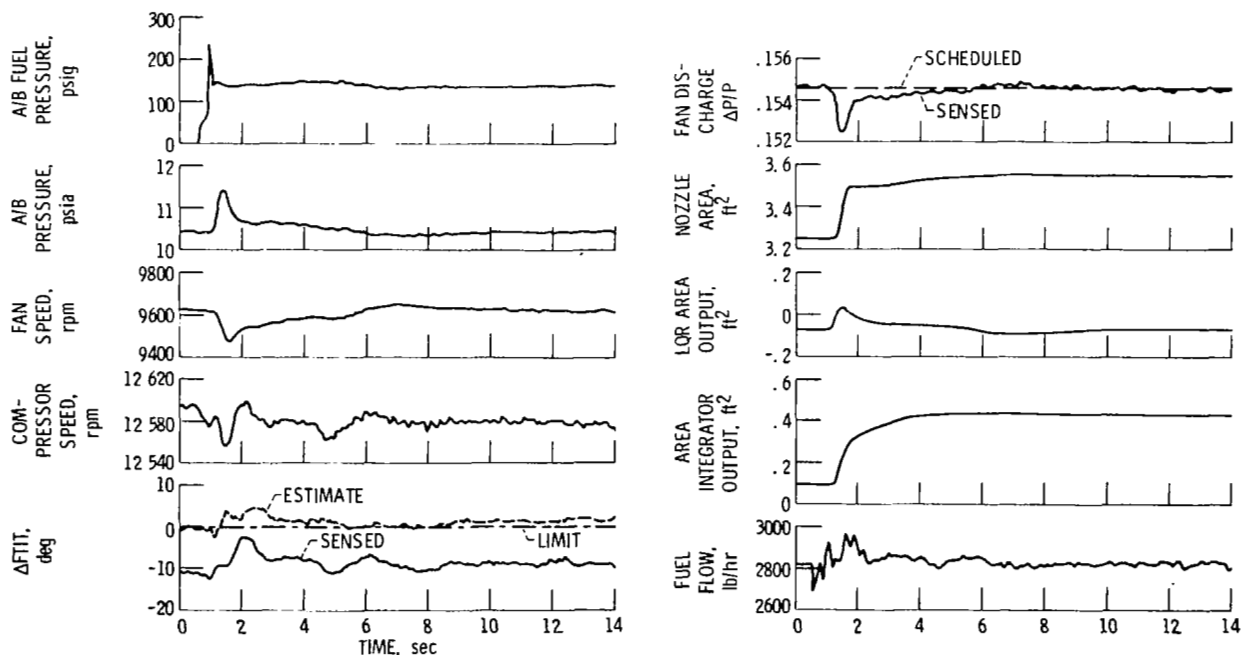 A/B FUEL
PRESSURE,
psig
300
200
100
0
A/B
PRESSURE,
psia
12
11
10
FAN
SPEED,
rpm
9800
9600
9400
COM-
PRESSOR
SPEED,
rpm
12 620
12 580
12 540
ΔFTIT,
deg
10
0
-10
-20
ESTIMATE
SENSED
LIMIT
0 2 4 6 8 10 12 14
TIME, sec
FAN DIS-
CHARGE
ΔP/P
.156
.154
.152
SCHEDULED
SENSED
NOZZLE
AREA,
ft2
3.6
3.4
3.2
LQR AREA
OUTPUT,
ft2
.2
0
-.2
AREA
INTEGRATOR
OUTPUT, ft2
.6
.4
.2
0
FUEL
FLOW,
lb/hr
3000
2800
2600
0 2 4 6 8 10 12 14